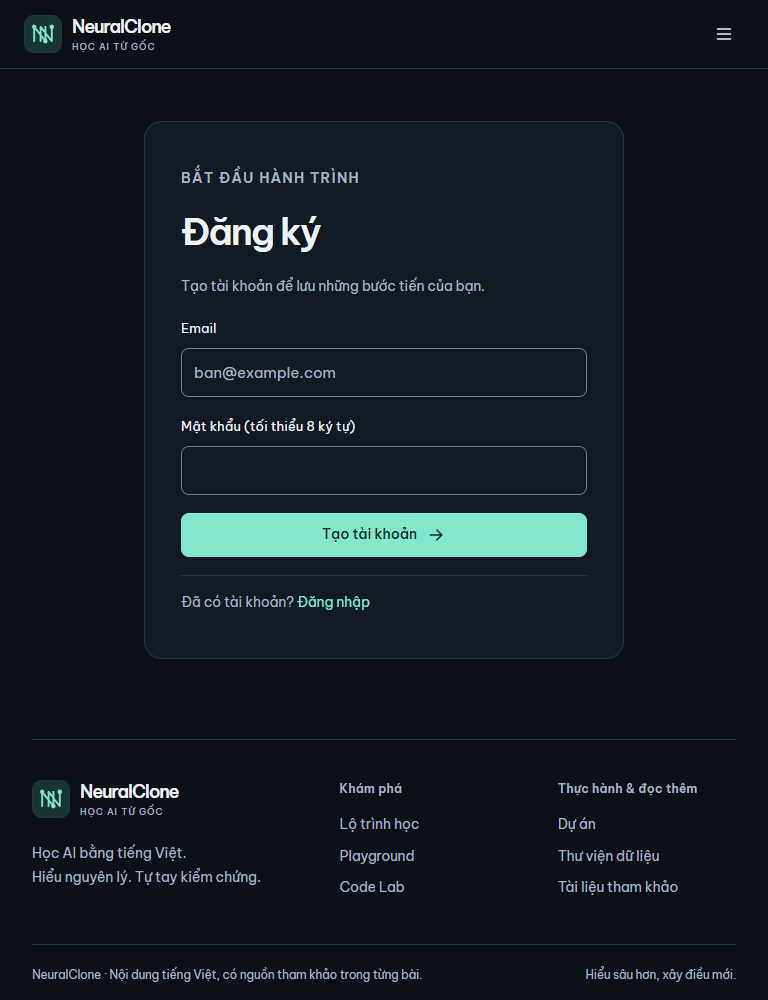 NeuralClone
HỌC AI TỪ GỐC
BẮT ĐẦU HÀNH TRÌNH
Đăng ký
Tạo tài khoản để lưu những bước tiến của bạn.
Email
ban@example.com
Mật khẩu (tối thiểu 8 ký tự)
Tạo tài khoản →
Đã có tài khoản? Đăng nhập
NeuralClone
HỌC AI TỪ GỐC
Học AI bằng tiếng Việt.
Hiểu nguyên lý. Tự tay kiểm chứng.
Khám phá
Lộ trình học
Playground
Code Lab
Thực hành & đọc thêm
Dự án
Thư viện dữ liệu
Tài liệu tham khảo
NeuralClone · Nội dung tiếng Việt, có nguồn tham khảo trong từng bài.
Hiểu sâu hơn, xây điều mới.